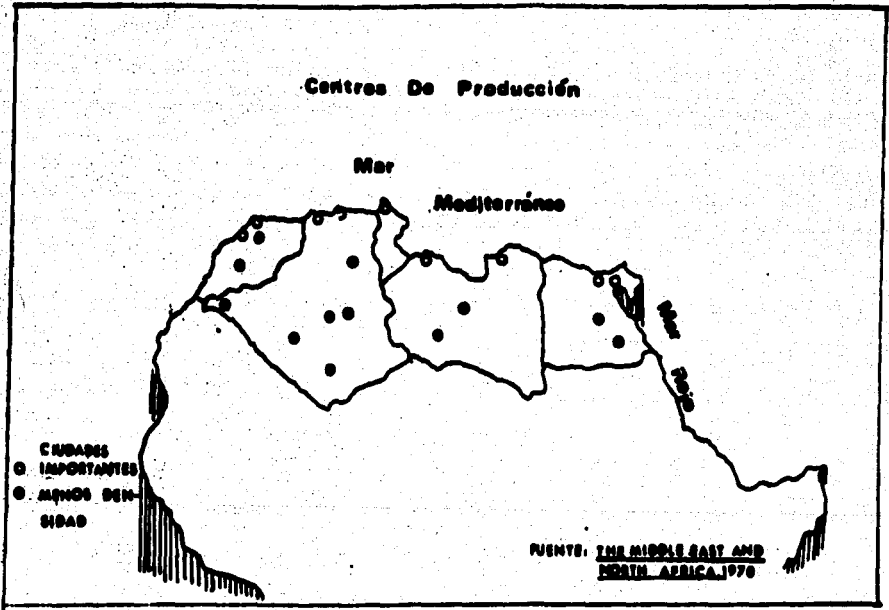 Centros De Producción
Mar
Mediterráneo
Mar Rojo
CIUDADES
O IMPORTANTES
● MENOS DEN-
SIDAD
FUENTE: THE MIDDLE EAST AND
NORTH AFRICA, 1970